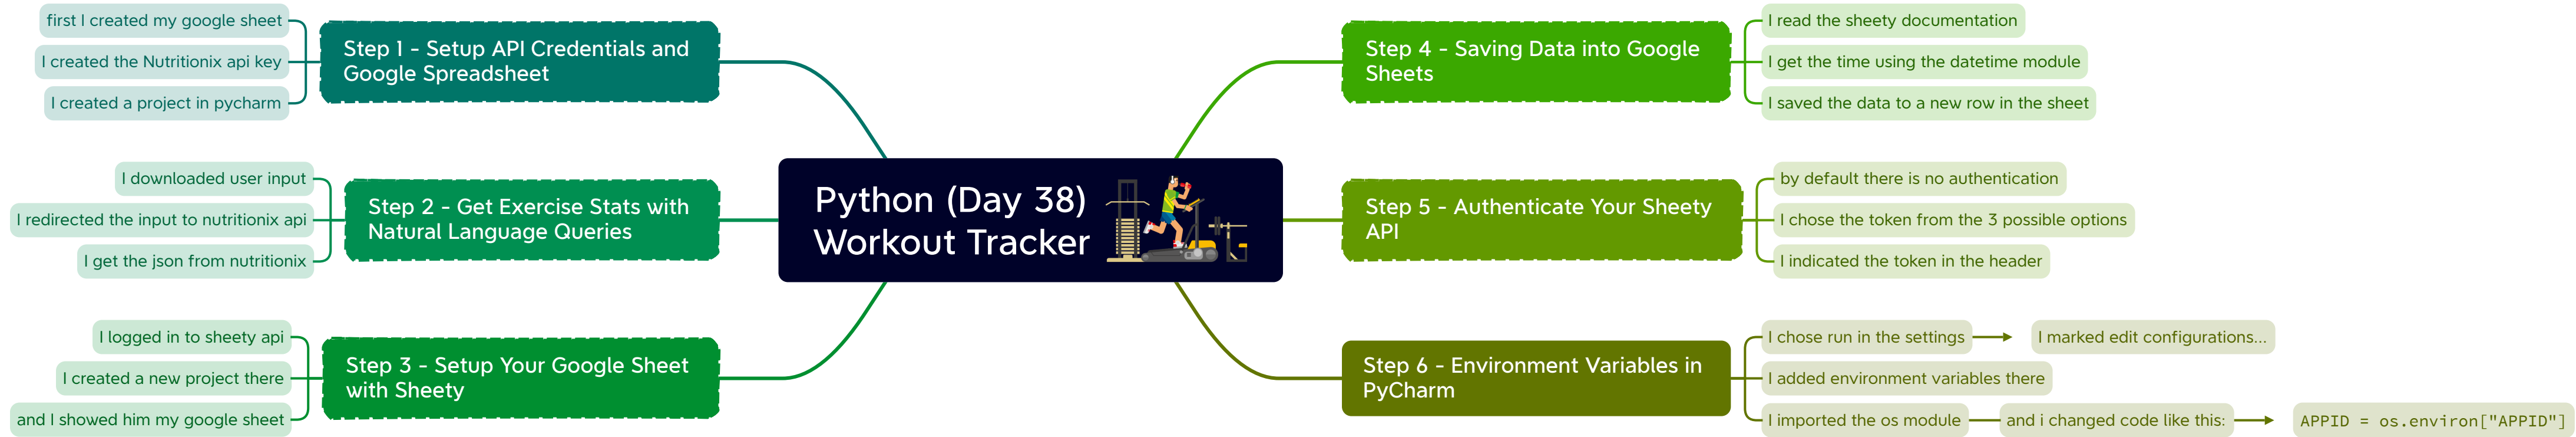 Python (Day 38)
Workout Tracker
Step 1 - Setup API Credentials and
Google Spreadsheet
first I created my google sheet
I created the Nutritionix api key
I created a project in pycharm
Step 2 - Get Exercise Stats with
Natural Language Queries
I downloaded user input
I redirected the input to nutritionix api
I get the json from nutritionix
Step 3 - Setup Your Google Sheet
with Sheety
I logged in to sheety api
I created a new project there
and I showed him my google sheet
Step 4 - Saving Data into Google
Sheets
I read the sheety documentation
I get the time using the datetime module
I saved the data to a new row in the sheet
Step 5 - Authenticate Your Sheety
API
by default there is no authentication
I chose the token from the 3 possible options
I indicated the token in the header
Step 6 - Environment Variables in
PyCharm
I chose run in the settings
I marked edit configurations...
I added environment variables there
I imported the os module
and i changed code like this:
APPID = os.environ["APPID"]